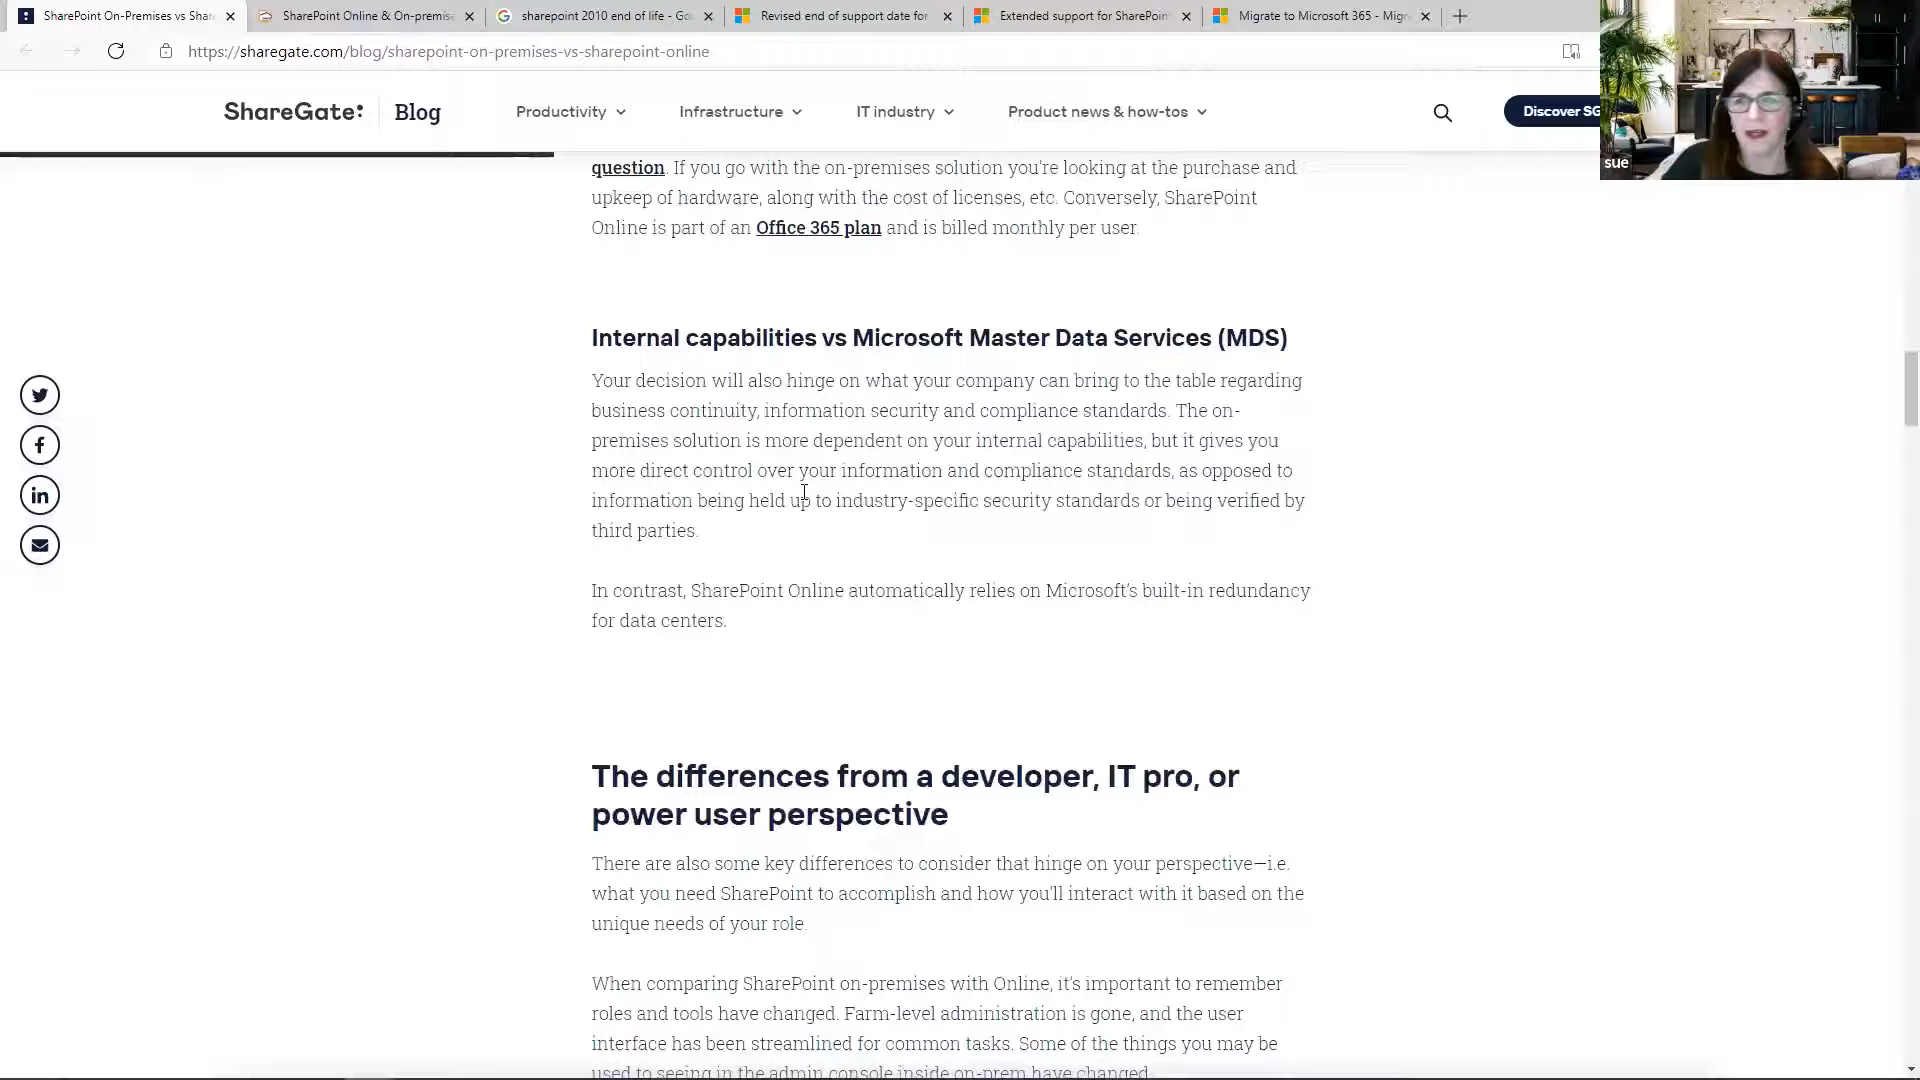 SharePoint On-Premises vs Shar
SharePoint Online & On-premise
sharepoint 2010 end of life - Go
Revised end of support date for
Extended support for SharePoin
Migrate to Microsoft 365 - Migr
https://sharegate.com/blog/sharepoint-on-premises-vs-sharepoint-online
ShareGate: Blog Productivity Infrastructure IT industry Product news & how-tos Discover SG
sue
question. If you go with the on-premises solution you're looking at the purchase and
upkeep of hardware, along with the cost of licenses, etc. Conversely, SharePoint
Online is part of an Office 365 plan and is billed monthly per user.
Internal capabilities vs Microsoft Master Data Services (MDS)
Your decision will also hinge on what your company can bring to the table regarding
business continuity, information security and compliance standards. The on-
premises solution is more dependent on your internal capabilities, but it gives you
more direct control over your information and compliance standards, as opposed to
information being held up to industry-specific security standards or being verified by
third parties.
In contrast, SharePoint Online automatically relies on Microsoft's built-in redundancy
for data centers.
The differences from a developer, IT pro, or
power user perspective
There are also some key differences to consider that hinge on your perspective—i.e.
what you need SharePoint to accomplish and how you'll interact with it based on the
unique needs of your role.
When comparing SharePoint on-premises with Online, it's important to remember
roles and tools have changed. Farm-level administration is gone, and the user
interface has been streamlined for common tasks. Some of the things you may be
used to seeing in the admin console inside on-prem have changed.